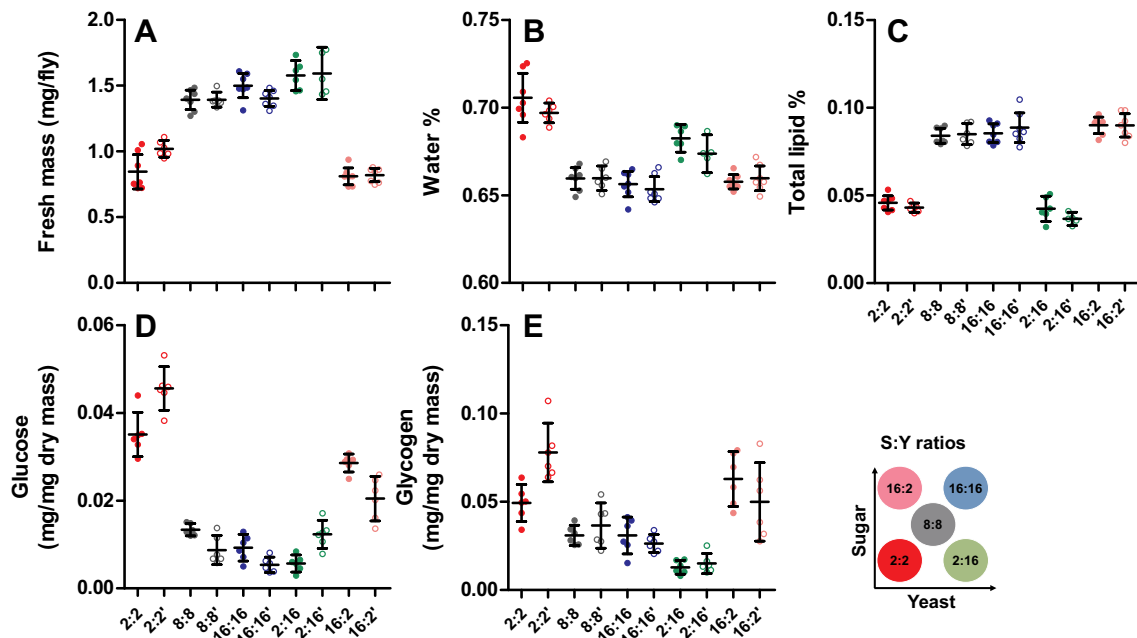 A
Fresh mass (mg/fly)
2.0
1.5
1.0
0.5
0.0
B
Water %
0.75
0.70
0.65
0.60
C
Total lipid %
0.15
0.10
0.05
0.00
2:2 2:2' 8:8 8:8' 16:16 16:16' 2:16 2:16' 16:2 16:2'
D
Glucose
(mg/mg dry mass)
0.06
0.04
0.02
0.00
2:2 2:2' 8:8 8:8' 16:16 16:16' 2:16 2:16' 16:2 16:2'
E
Glycogen
(mg/mg dry mass)
0.15
0.10
0.05
0.00
2:2 2:2' 8:8 8:8' 16:16 16:16' 2:16 2:16' 16:2 16:2'
S:Y ratios
16:2 16:16
8:8
2:2 2:16
Sugar
Yeast